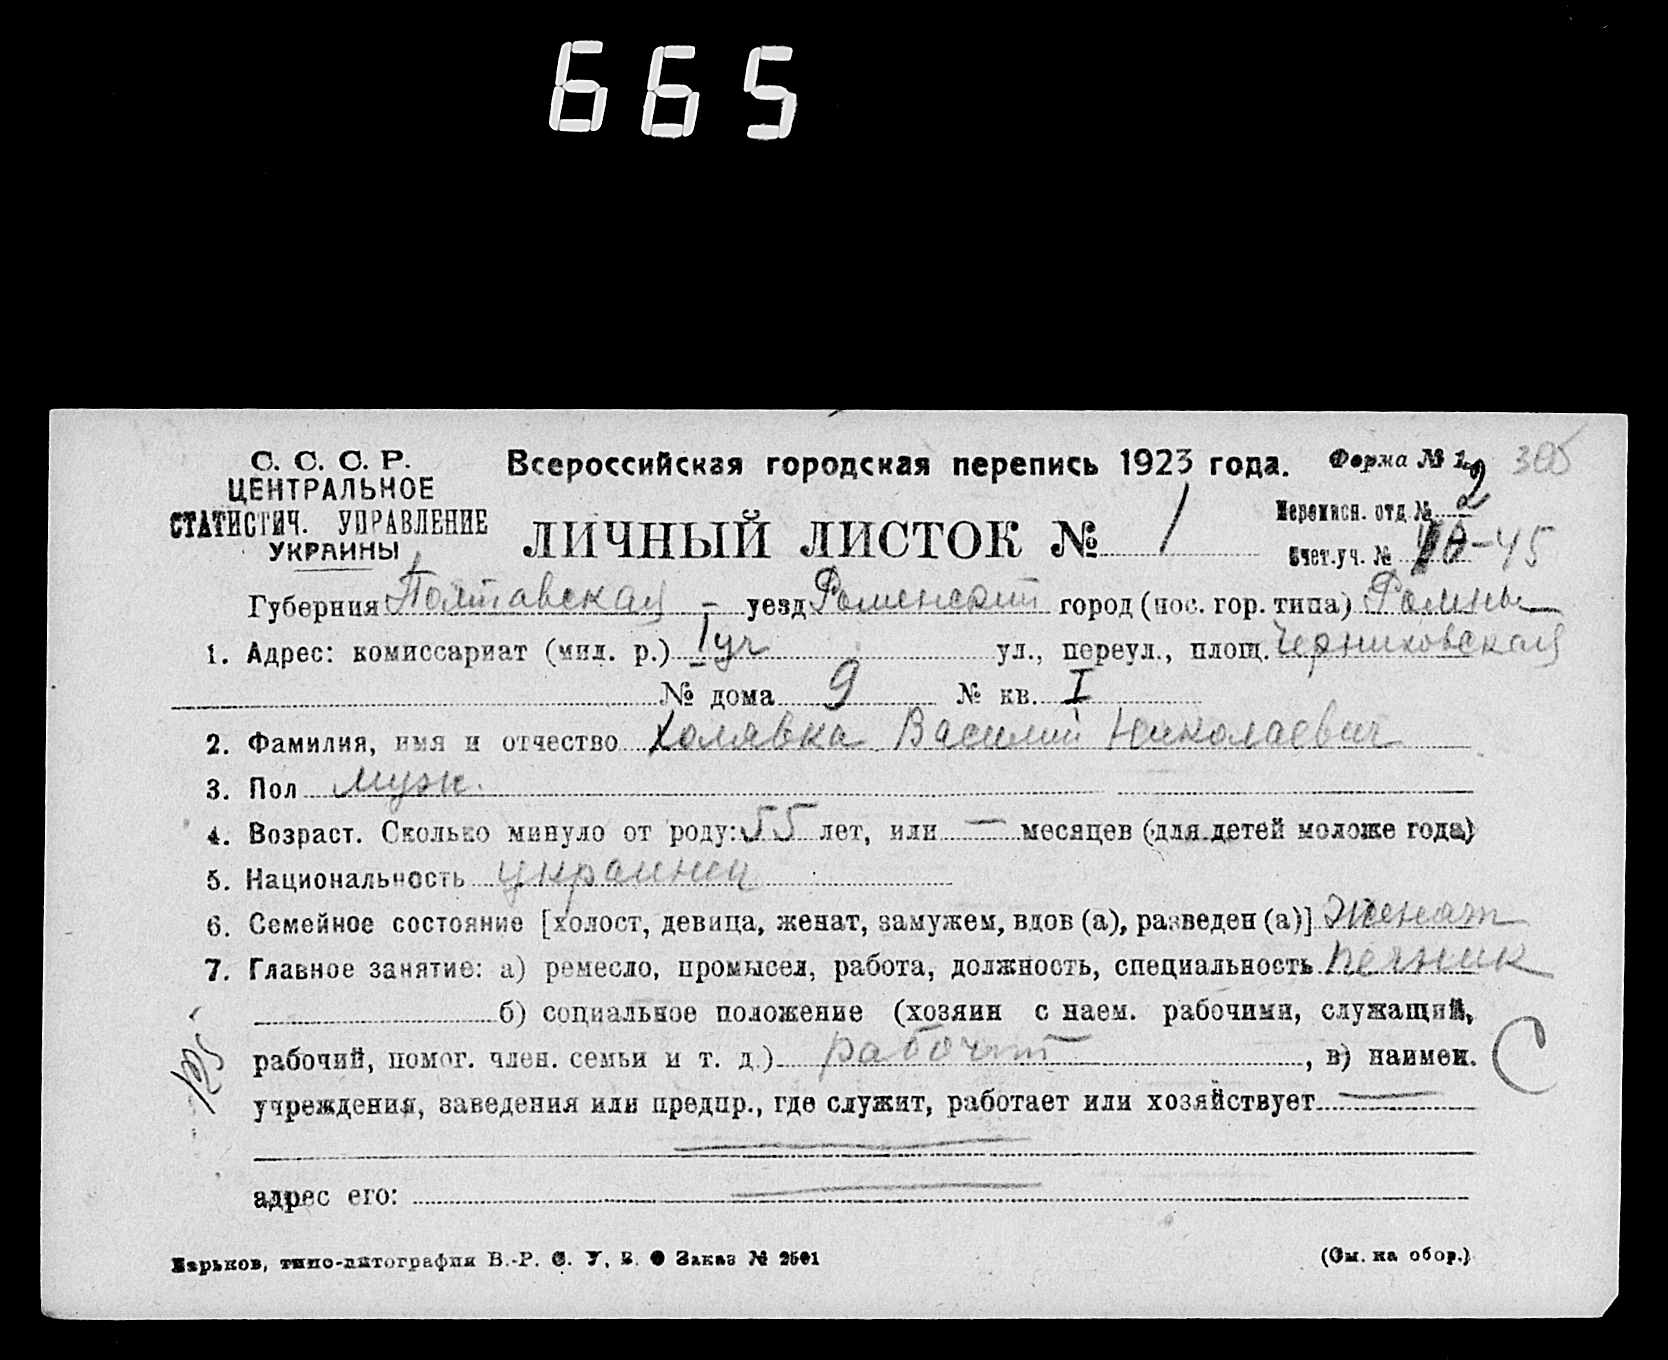 665
С. С. С. Р.
ЦЕНТРАЛЬНОЕ
СТАТИСТИЧ. УПРАВЛЕНИЕ
УКРАИНЫ
Всероссийская городская перепись 1923 года.
Форма № 1
305
ЛИЧНЫЙ ЛИСТОК № 1
Переписн. отд. № 2
Счет.уч. № -45
Губерния Полтавская – уезд Роменский город (пос. гор. типа) Ромны
1. Адрес: комиссариат (мил. р.) I уч ул., переул., площ. Черниховская
№ дома 9 № кв. I
2. Фамилия, имя и отчество Холявка Василий Николаевич
3. Пол муж.
4. Возраст. Сколько минуло от роду: 55 лет, или — месяцев (для детей моложе года)
5. Национальность украинец
6. Семейное состояние [холост, девица, женат, замужем, вдов (а), разведен (а)] Женат
7. Главное занятие: а) ремесло, промысел, работа, должность, специальность печник
б) социальное положение (хозяин с наем. рабочими, служащий,
рабочий, помог. член. семьи и т. д.) рабочий, в) наимен.
С
учреждения, заведения или предпр., где служит, работает или хозяйствует —
адрес его:
Харьков, типо-литография В.-Р. С. У, В. Заказ № 2501
(См. на обор.)